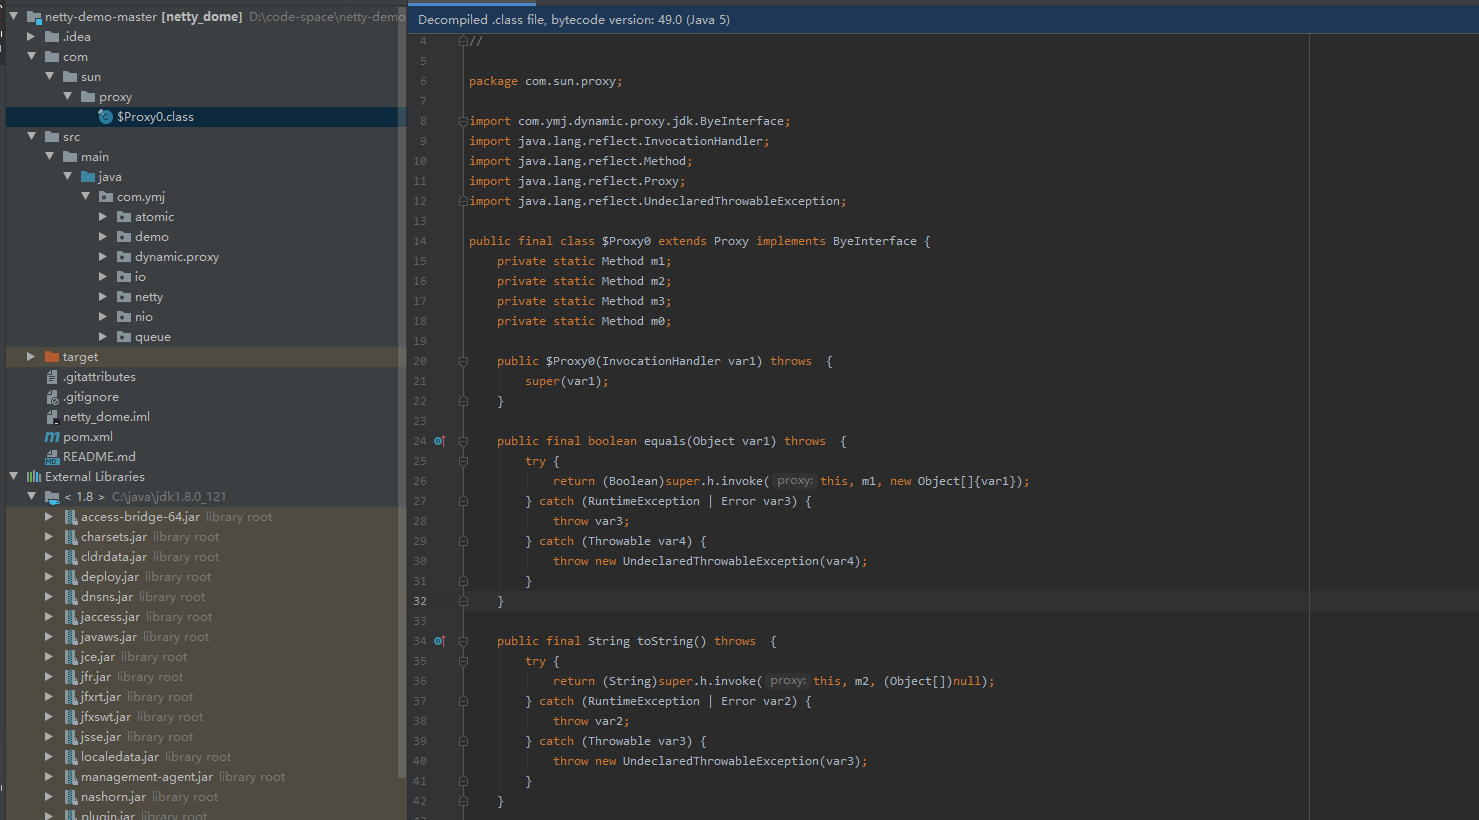 netty-demo-master [netty_dome] D:\code-space\netty-demo
.idea
com
sun
proxy
$Proxy0.class
src
main
java
com.ymj
atomic
demo
dynamic.proxy
io
netty
nio
queue
target
.gitattributes
.gitignore
netty_dome.iml
pom.xml
README.md
External Libraries
< 1.8 > C:\java\jdk1.8.0_121
access-bridge-64.jar library root
charsets.jar library root
cldrdata.jar library root
deploy.jar library root
dnsns.jar library root
jaccess.jar library root
javaws.jar library root
jce.jar library root
jfr.jar library root
jfxrt.jar library root
jfxswt.jar library root
jsse.jar library root
localedata.jar library root
management-agent.jar library root
nashorn.jar library root
plugin.jar library root
Decompiled .class file, bytecode version: 49.0 (Java 5)
4 //
5
6 package com.sun.proxy;
7
8 import com.ymj.dynamic.proxy.jdk.ByeInterface;
9 import java.lang.reflect.InvocationHandler;
10 import java.lang.reflect.Method;
11 import java.lang.reflect.Proxy;
12 import java.lang.reflect.UndeclaredThrowableException;
13
14 public final class $Proxy0 extends Proxy implements ByeInterface {
15 private static Method m1;
16 private static Method m2;
17 private static Method m3;
18 private static Method m0;
19
20 public $Proxy0(InvocationHandler var1) throws {
21 super(var1);
22 }
23
24 public final boolean equals(Object var1) throws {
25 try {
26 return (Boolean)super.h.invoke( proxy: this, m1, new Object[]{var1});
27 } catch (RuntimeException | Error var3) {
28 throw var3;
29 } catch (Throwable var4) {
30 throw new UndeclaredThrowableException(var4);
31 }
32 }
33
34 public final String toString() throws {
35 try {
36 return (String)super.h.invoke( proxy: this, m2, (Object[])null);
37 } catch (RuntimeException | Error var2) {
38 throw var2;
39 } catch (Throwable var3) {
40 throw new UndeclaredThrowableException(var3);
41 }
42 }